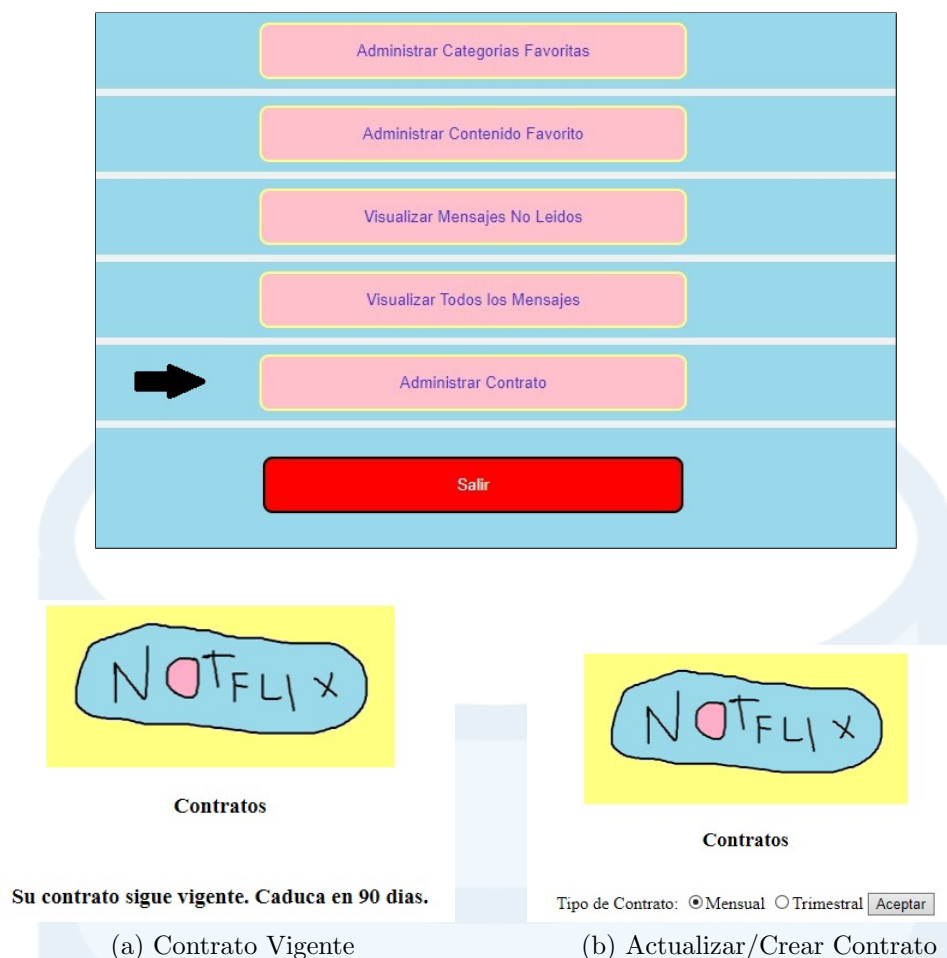 Administrar Categorias Favoritas
Administrar Contenido Favorito
Visualizar Mensajes No Leidos
Visualizar Todos los Mensajes
Administrar Contrato
Salir
NOTFLIX
Contratos
Su contrato sigue vigente. Caduca en 90 dias.
(a) Contrato Vigente
NOTFLIX
Contratos
Tipo de Contrato: Mensual Trimestral Aceptar
(b) Actualizar/Crear Contrato